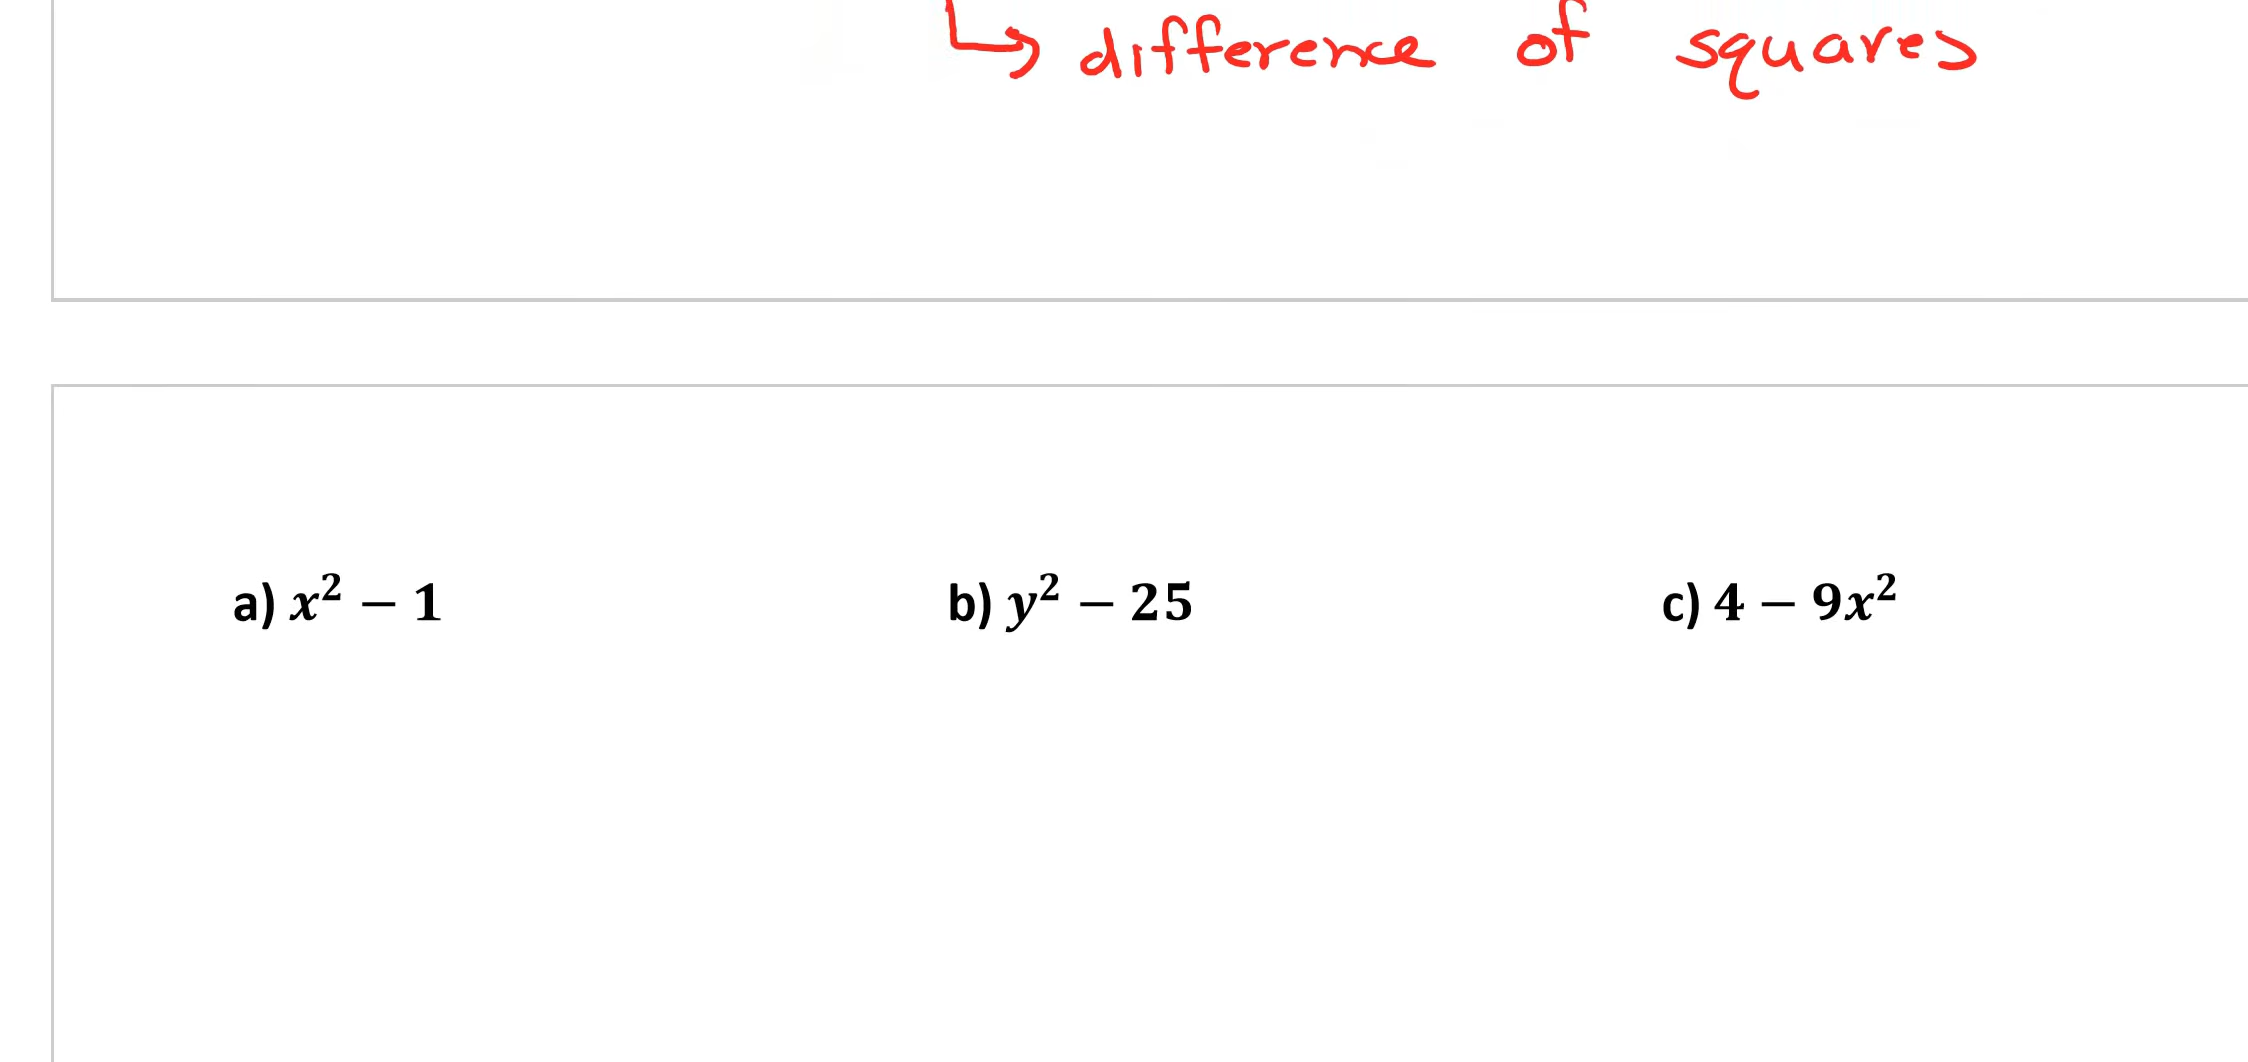 difference of squares
a) x² – 1
b) y² – 25
c) 4 – 9x²